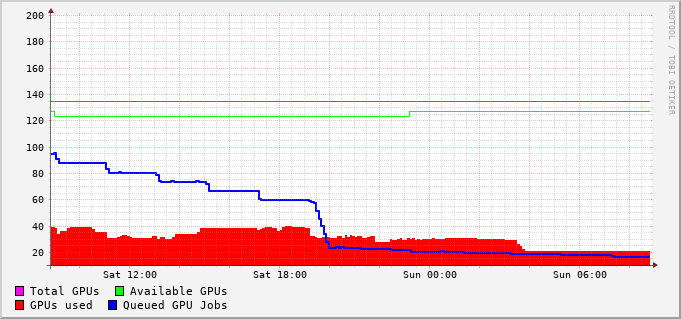 200
180
160
140
120
100
80
60
40
20
Sat 12:00 Sat 18:00 Sun 00:00 Sun 06:00
Total GPUs Available GPUs
GPUs used Queued GPU Jobs
RRDTOOL / TOBI OETIKER